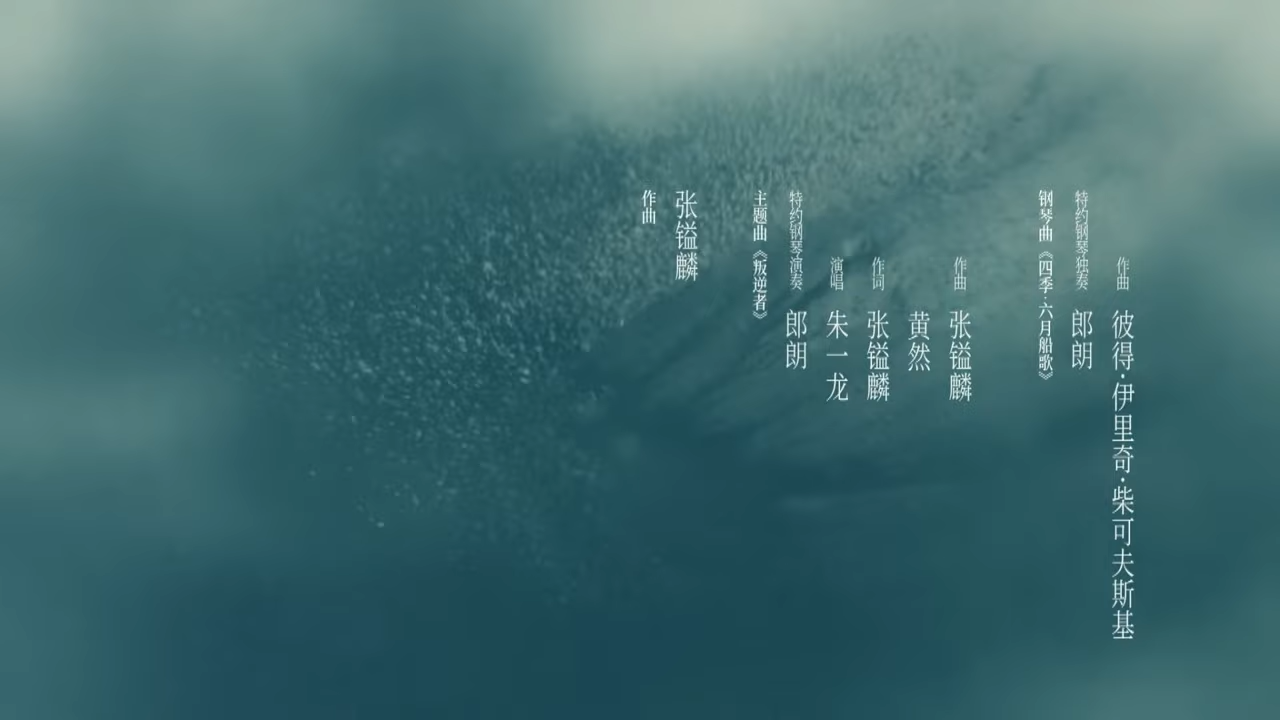 作曲
张镒麟
主题曲《叛逆者》
特约钢琴演奏 郎朗
演唱 朱一龙
作词 张镒麟
黄然
作曲 张镒麟
钢琴曲《四季·六月船歌》
特约钢琴独奏 郎朗
作曲 彼得·伊里奇·柴可夫斯基